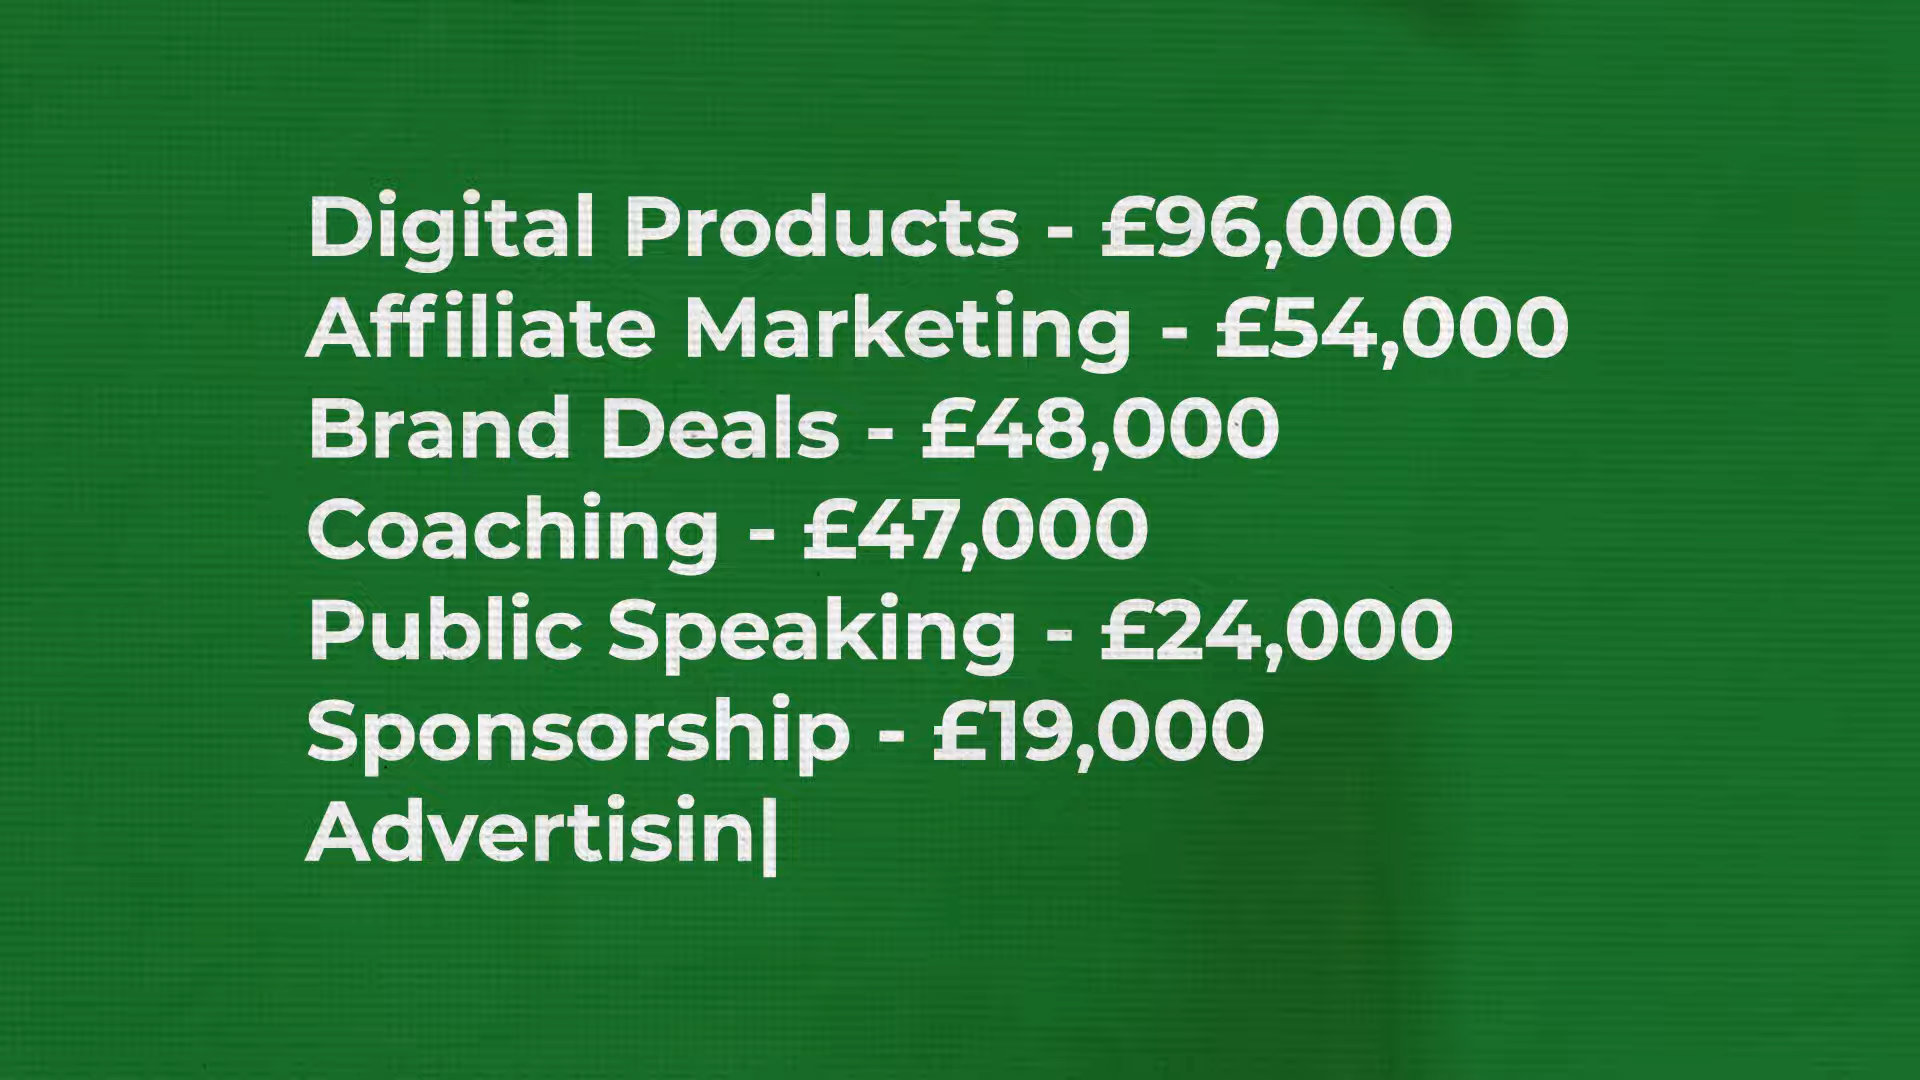 Digital Products - £96,000
Affiliate Marketing - £54,000
Brand Deals - £48,000
Coaching - £47,000
Public Speaking - £24,000
Sponsorship - £19,000
Advertisin|